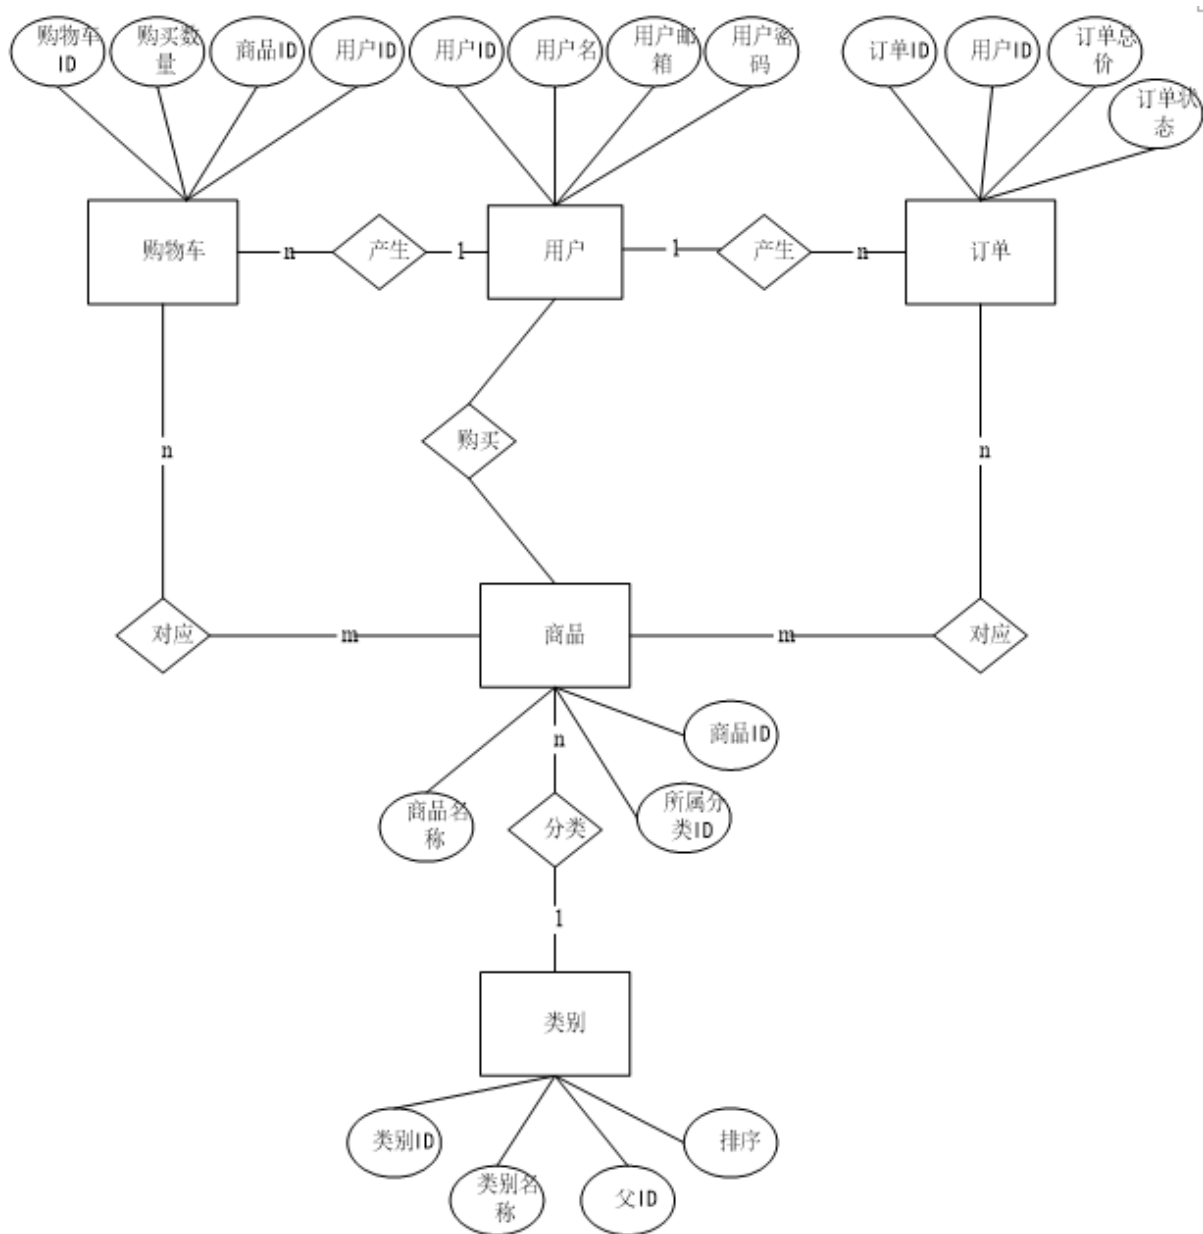 购物车
ID
购买数
量
商品ID
用户ID
用户ID
用户名
用户邮
箱
用户密
码
订单ID
用户ID
订单总
价
订单状
态
购物车
n
产生
1
用户
1
产生
n
订单
购买
n
n
对应
m
商品
m
对应
商品ID
n
商品名
称
分类
所属分
类ID
1
类别
类别ID
类别名
称
父ID
排序